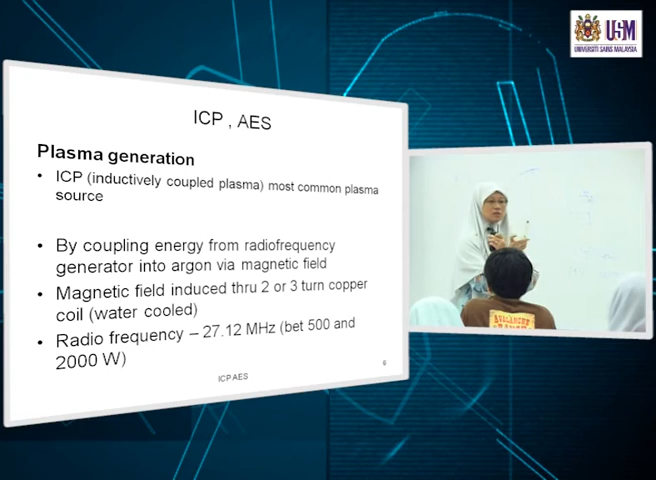 USM
UNIVERSITI SAINS MALAYSIA
ICP , AES
Plasma generation
• ICP (inductively coupled plasma) most common plasma
source
• By coupling energy from radiofrequency
generator into argon via magnetic field
• Magnetic field induced thru 2 or 3 turn copper
coil (water cooled)
• Radio frequency – 27.12 MHz (bet 500 and
2000 W)
ICP AES
6
AVALANCHE